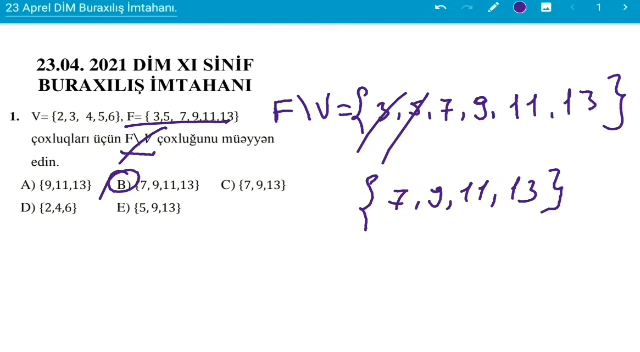 23 Aprel DİM Buraxılış İmtahanı.
1
23.04. 2021 DİM XI SİNİF
BURAXILIŞ İMTAHANI
1. V= {2,3, 4,5,6}, F= { 3,5, 7,9,11,13}
çoxluqları üçün F\V çoxluğunu müəyyən
edin.
A) {9,11,13} B) {7,9,11,13} C) {7,9,13}
D) {2,4,6} E) {5,9,13}
F\V={3,5,7,9,11,13}
{7,9,11,13}